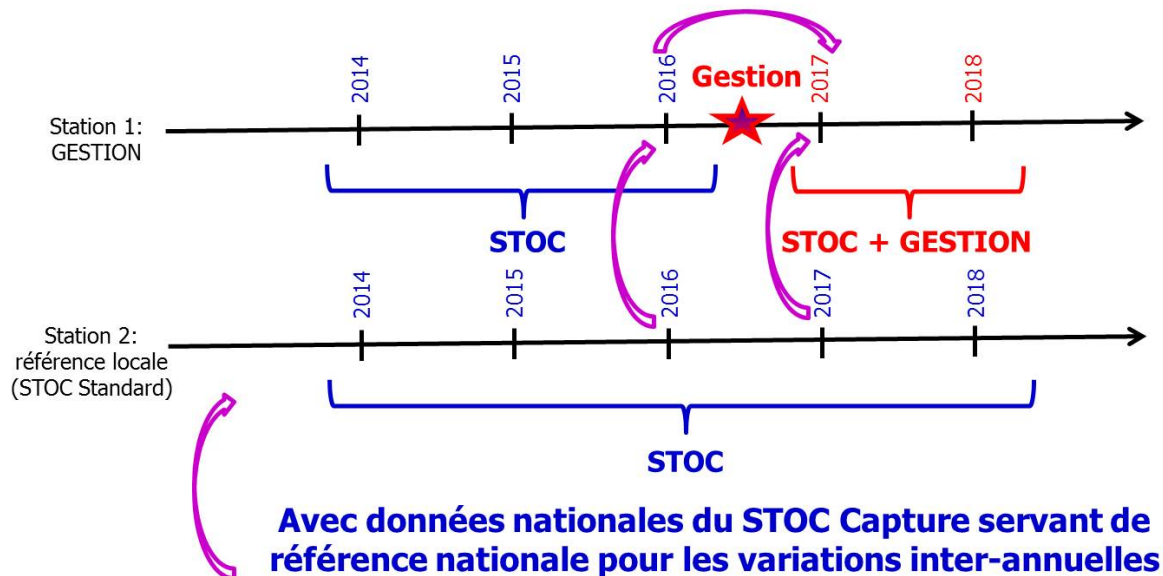 2014
2015
2016
Gestion
2017
2018
Station 1:
GESTION
STOC
STOC + GESTION
2014
2015
2016
2017
2018
Station 2:
référence locale
(STOC Standard)
STOC
Avec données nationales du STOC Capture servant de
référence nationale pour les variations inter-annuelles